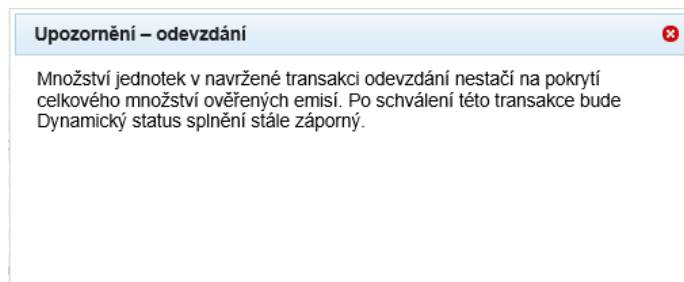 Upozornění – odevzdání
Množství jednotek v navržené transakci odevzdání nestačí na pokrytí
celkového množství ověřených emisí. Po schválení této transakce bude
Dynamický status splnění stále záporný.